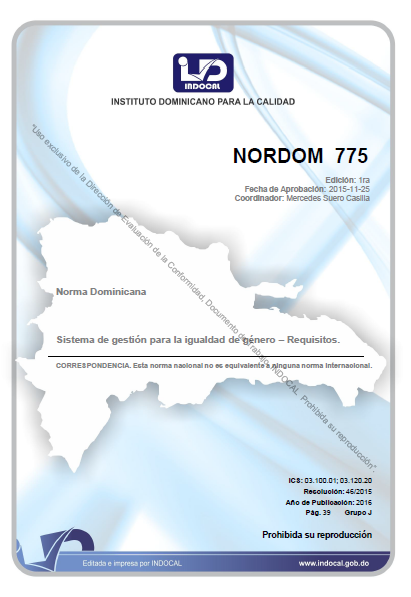 INDOCAL
INSTITUTO DOMINICANO PARA LA CALIDAD
NORDOM 775
Edición: 1ra
Fecha de Aprobación: 2015-11-25
Coordinador: Mercedes Suero Casilla
"Uso exclusivo de la Dirección de Evaluación de la Conformidad, Documento de trabajo, INDOCAL Prohibida su reproducción".
Norma Dominicana
Sistema de gestión para la igualdad de género – Requisitos.
CORRESPONDENCIA. Esta norma nacional no es equivalente a ninguna norma internacional.
ICS: 03.100.01; 03.120.20
Resolución: 46/2015
Año de Publicación: 2016
Pág. 39 Grupo J
Prohibida su reproducción
Editada e impresa por INDOCAL
www.indocal.gob.do